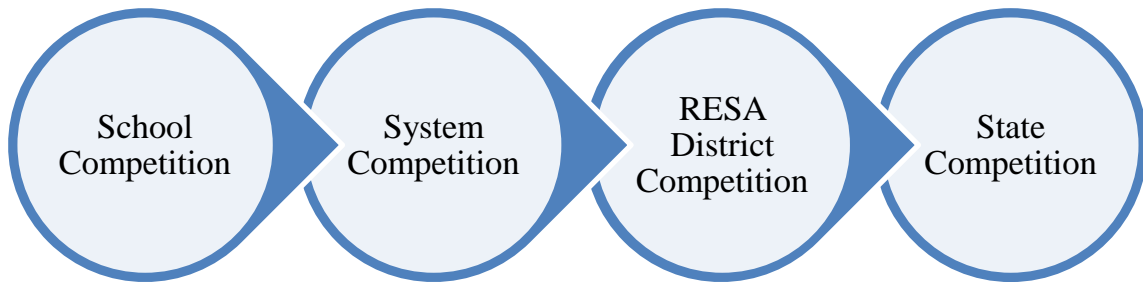 School
Competition
System
Competition
RESA
District
Competition
State
Competition